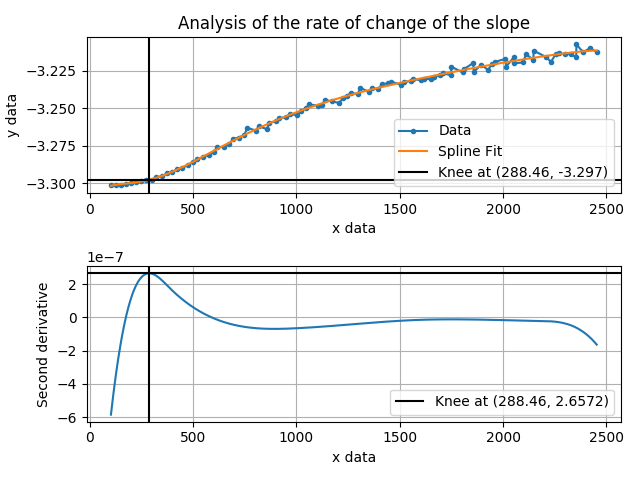 Analysis of the rate of change of the slope
y data
−3.225
−3.250
−3.275
−3.300
Data
Spline Fit
Knee at (288.46, -3.297)
0 500 1000 1500 2000 2500
x data
1e−7
Second derivative
2
0
−2
−4
−6
Knee at (288.46, 2.6572)
0 500 1000 1500 2000 2500
x data